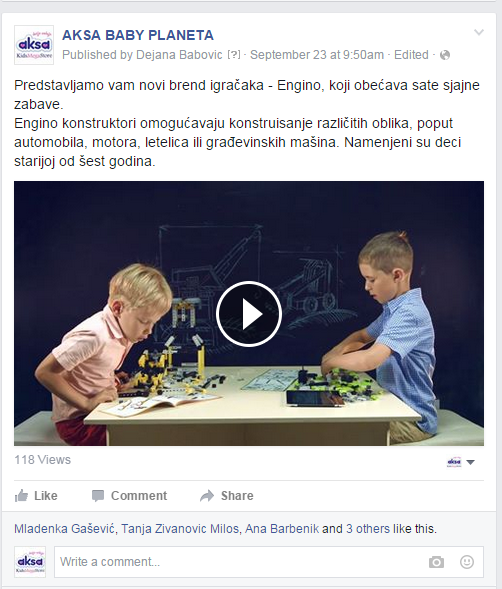 AKSA BABY PLANETA
Published by Dejana Babovic [?] · September 23 at 9:50am · Edited ·
Predstavljamo vam novi brend igračaka - Engino, koji obećava sate sjajne
zabave.
Engino konstruktori omogućavaju konstruisanje različitih oblika, poput
automobila, motora, letelica ili građevinskih mašina. Namenjeni su deci
starijoj od šest godina.
118 Views
aksa
Like Comment Share
Mladenka Gašević, Tanja Zivanovic Milos, Ana Barbenik and 3 others like this.
aksa
Write a comment...